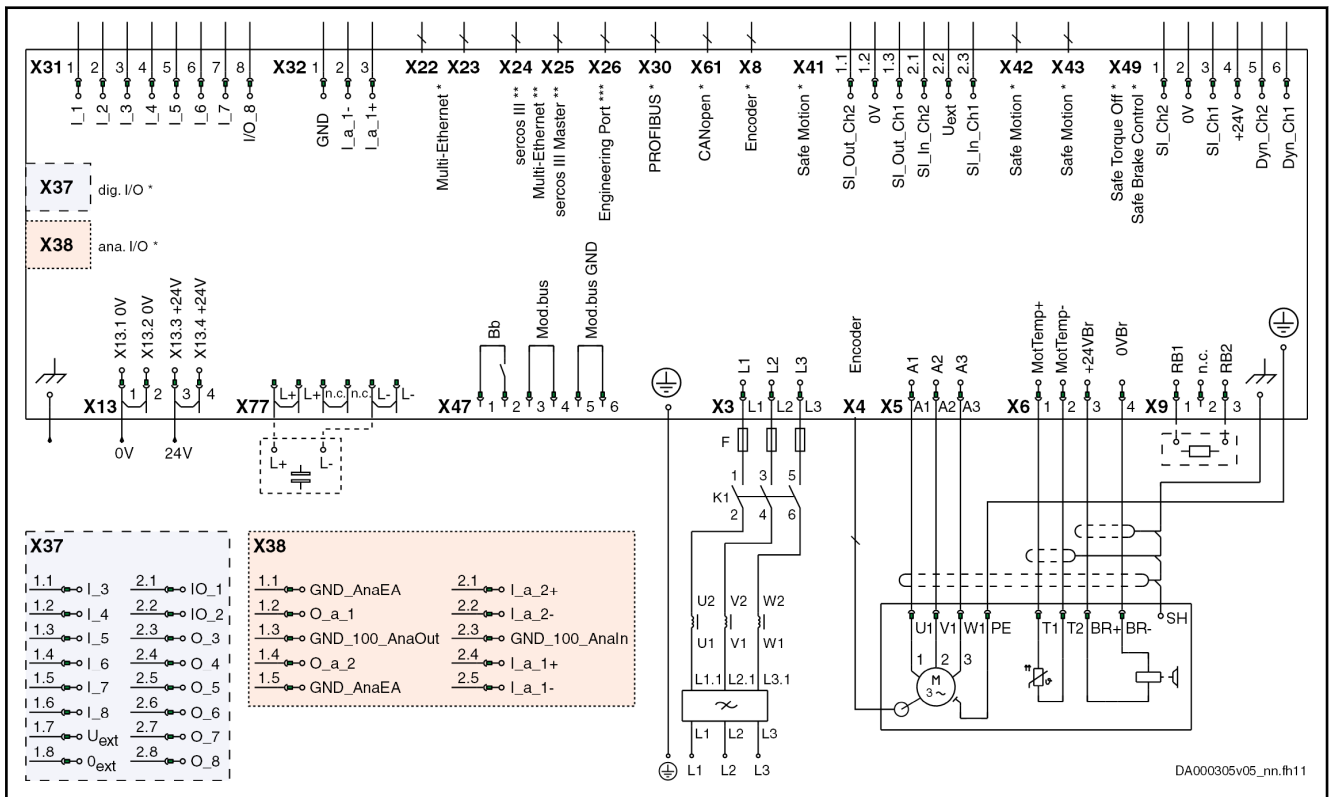 X31 1 2 3 4 5 6 7 8
I_1 I_2 I_3 I_4 I_5 I_6 I_7 I/O_8
X32 1 2 3
GND I_a_1- I_a_1+
X22 X23
Multi-Ethernet *
X24 X25
sercos III **
Multi-Ethernet **
sercos III Master **
X26
Engineering Port ***
X30
PROFIBUS *
X61
CANopen *
X8
Encoder *
X41 1.1 1.2 1.3 2.1 2.2 2.3
Safe Motion *
SI_Out_Ch2 0V SI_Out_Ch1 SI_In_Ch2 Uext SI_In_Ch1
X42
Safe Motion *
X43
Safe Motion *
X49 1 2 3 4 5 6
Safe Torque Off *
Safe Brake Control *
SI_Ch2 0V SI_Ch1 +24V Dyn_Ch2 Dyn_Ch1
X37 dig. I/O *
X38 ana. I/O *
X13.1 0V
X13.2 0V
X13.3 +24V
X13.4 +24V
X13 1 2 3 4
0V 24V
X77 L+ L+ n.c. n.c. L- L-
L+ L-
Bb
Mod.bus
Mod.bus GND
X47 1 2 3 4 5 6
L1 L2 L3
X3 L1 L2 L3
F
K1
1 3 5
2 4 6
U2 V2 W2
U1 V1 W1
L1.1 L2.1 L3.1
L1 L2 L3
L1 L2 L3
Encoder
X4
A1 A2 A3
X5 A1 A2 A3
MotTemp+
MotTemp-
+24VBr
0VBr
X6 1 2 3 4
RB1 n.c. RB2
X9 1 2 3
U1 V1 W1 PE T1 T2 BR+ BR- SH
1 2 3
M
3 ~
ϑ
X37
1.1 I_3 2.1 IO_1
1.2 I_4 2.2 IO_2
1.3 I_5 2.3 O_3
1.4 I_6 2.4 O_4
1.5 I_7 2.5 O_5
1.6 I_8 2.6 O_6
1.7 Uext 2.7 O_7
1.8 0ext 2.8 O_8
X38
1.1 GND_AnaEA 2.1 I_a_2+
1.2 O_a_1 2.2 I_a_2-
1.3 GND_100_AnaOut 2.3 GND_100_AnaIn
1.4 O_a_2 2.4 I_a_1+
1.5 GND_AnaEA 2.5 I_a_1-
DA000305v05_nn.fh11